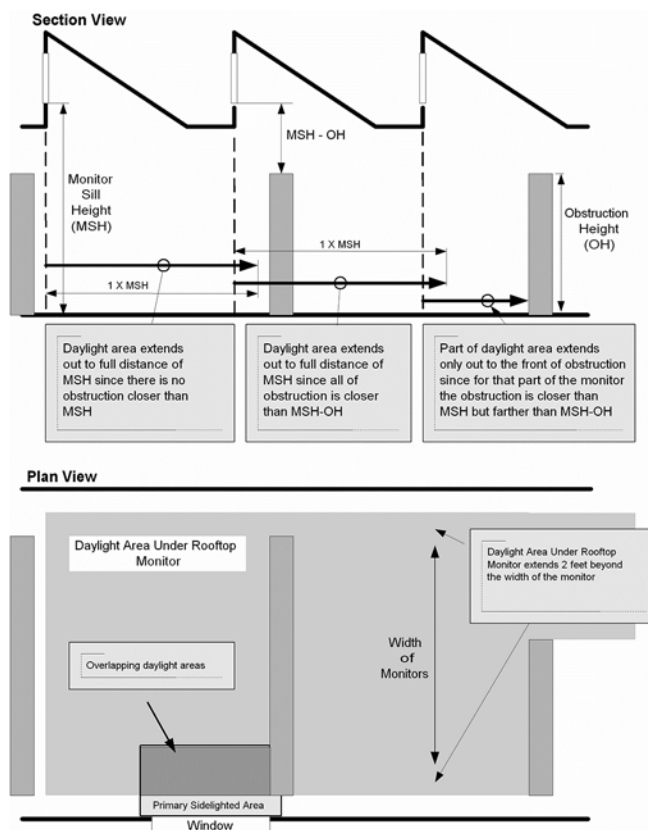 Section View
MSH - OH
Monitor
Sill
Height
(MSH)
Obstruction
Height
(OH)
1 X MSH
1 X MSH
Daylight area extends
out to full distance of
MSH since there is no
obstruction closer than
MSH
Daylight area extends
out to full distance of
MSH since all of
obstruction is closer
than MSH-OH
Part of daylight area extends
only out to the front of obstruction
since for that part of the monitor
the obstruction is closer than
MSH but farther than MSH-OH
Plan View
Daylight Area Under Rooftop
Monitor
Daylight Area Under Rooftop
Monitor extends 2 feet beyond
the width of the monitor
Width
of
Monitors
Overlapping daylight areas
Primary Sidelighted Area
Window